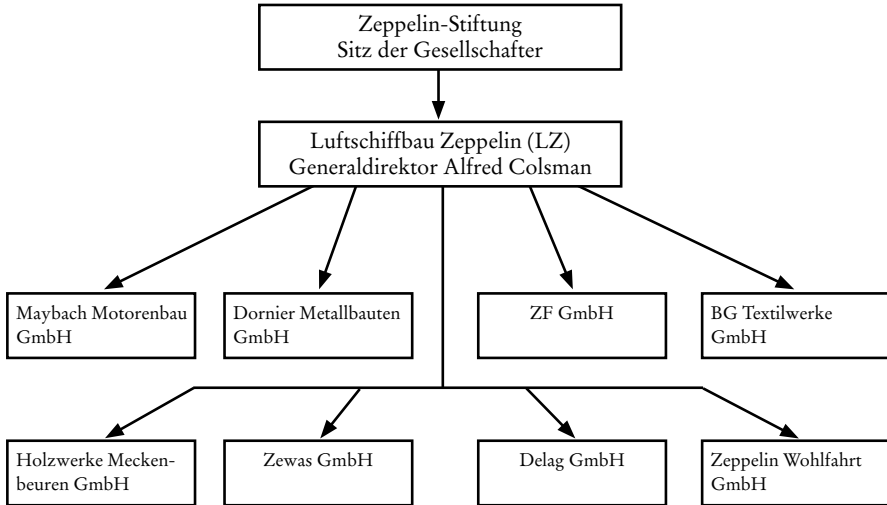 Zeppelin-Stiftung
Sitz der Gesellschafter
Luftschiffbau Zeppelin (LZ)
Generaldirektor Alfred Colsman
Maybach Motorenbau
GmbH
Dornier Metallbauten
GmbH
ZF GmbH
BG Textilwerke
GmbH
Holzwerke Mecken-
beuren GmbH
Zewas GmbH
Delag GmbH
Zeppelin Wohlfahrt
GmbH